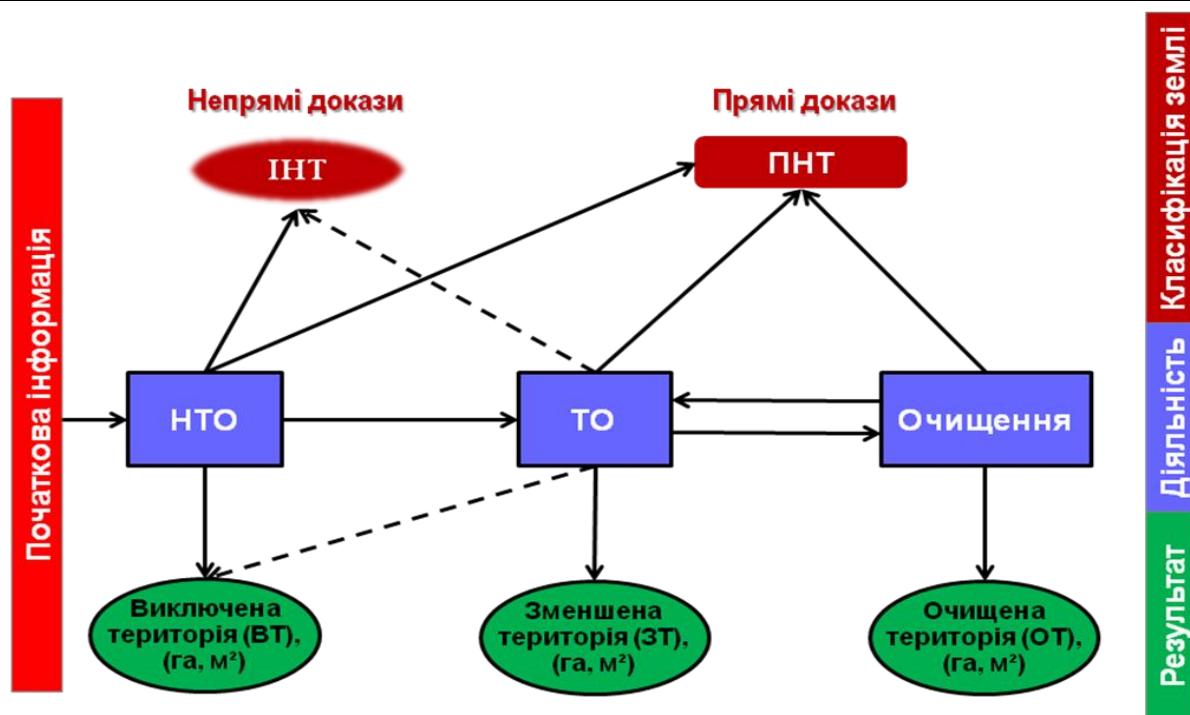 Початкова інформація
Непрямі докази
Прямі докази
ІНТ
ПНТ
НТО
ТО
Очищення
Виключена
територія (ВТ),
(га, м²)
Зменшена
територія (ЗТ),
(га, м²)
Очищена
територія (ОТ),
(га, м²)
Класифікація землі
Діяльність
Результат